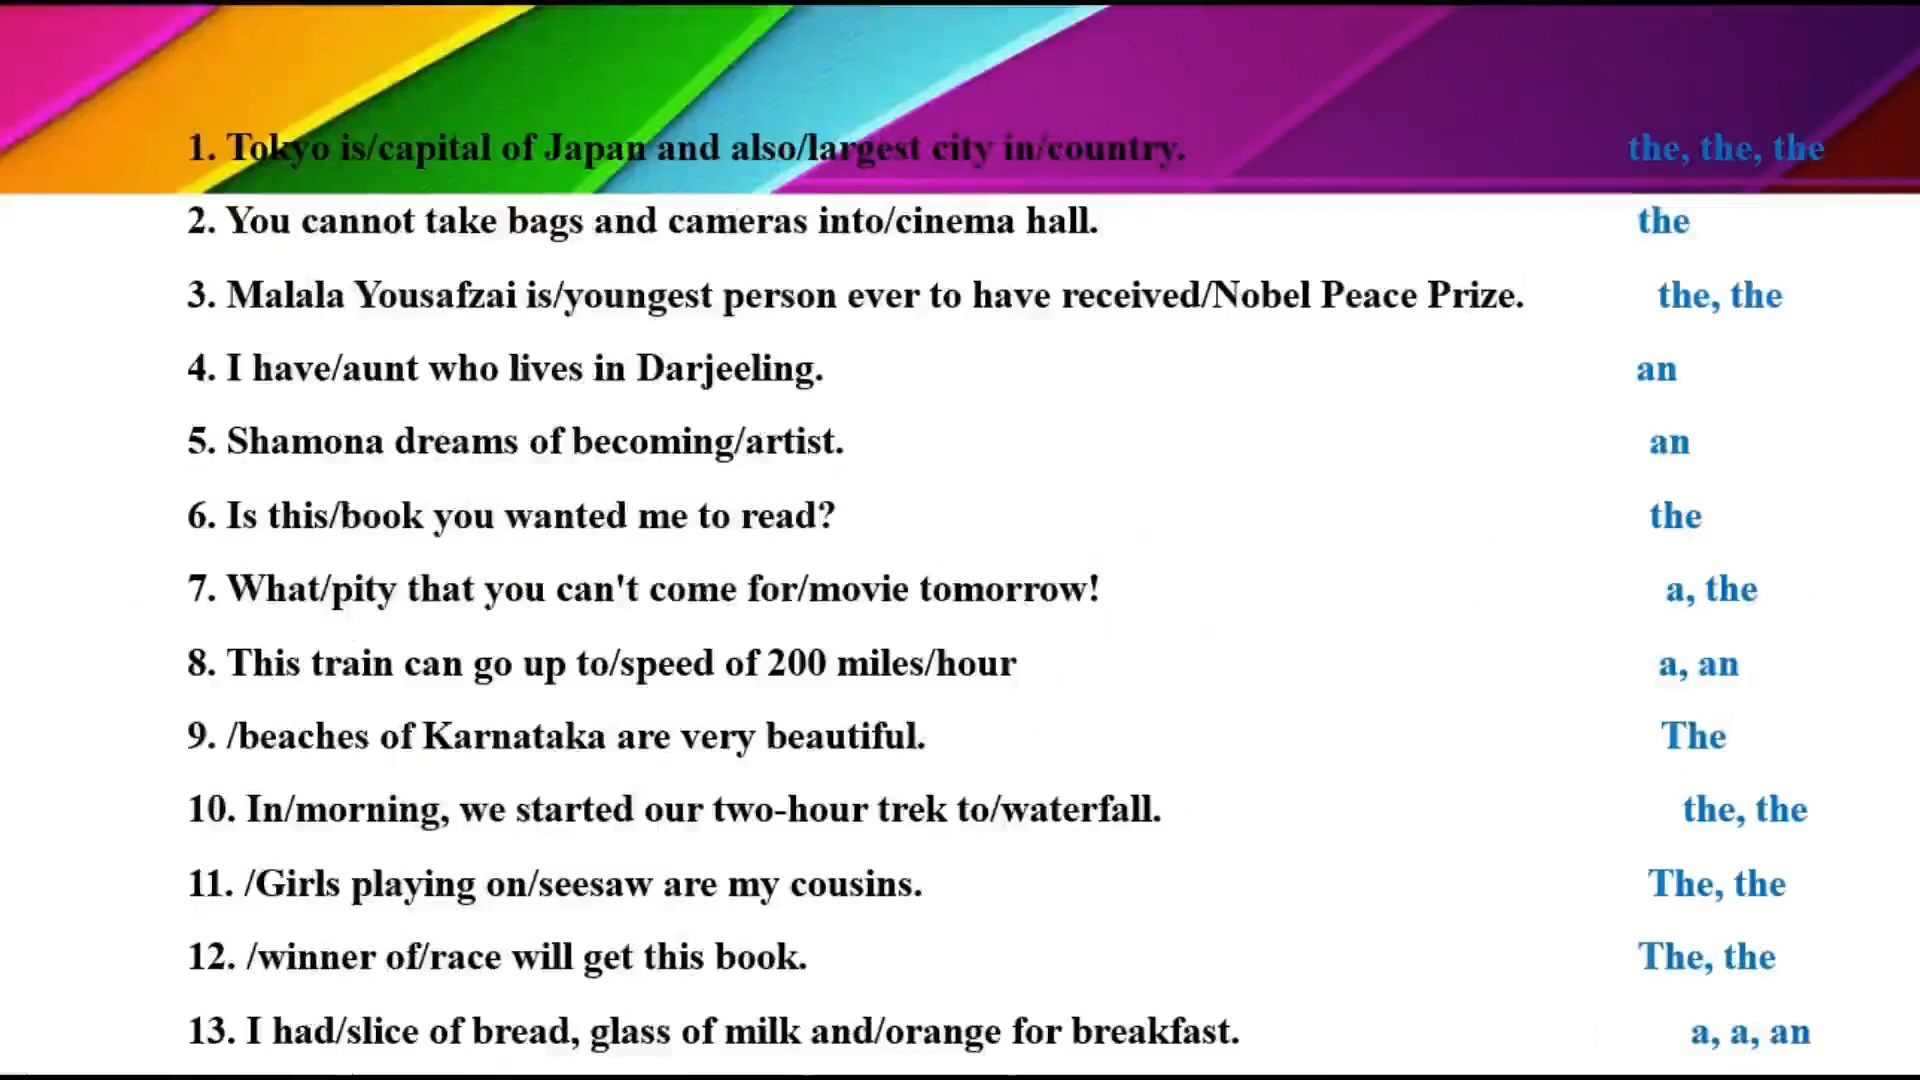 1. Tokyo is/capital of Japan and also/largest city in/country. the, the, the
2. You cannot take bags and cameras into/cinema hall. the
3. Malala Yousafzai is/youngest person ever to have received/Nobel Peace Prize. the, the
4. I have/aunt who lives in Darjeeling. an
5. Shamona dreams of becoming/artist. an
6. Is this/book you wanted me to read? the
7. What/pity that you can't come for/movie tomorrow! a, the
8. This train can go up to/speed of 200 miles/hour a, an
9. /beaches of Karnataka are very beautiful. The
10. In/morning, we started our two-hour trek to/waterfall. the, the
11. /Girls playing on/seesaw are my cousins. The, the
12. /winner of/race will get this book. The, the
13. I had/slice of bread, glass of milk and/orange for breakfast. a, a, an